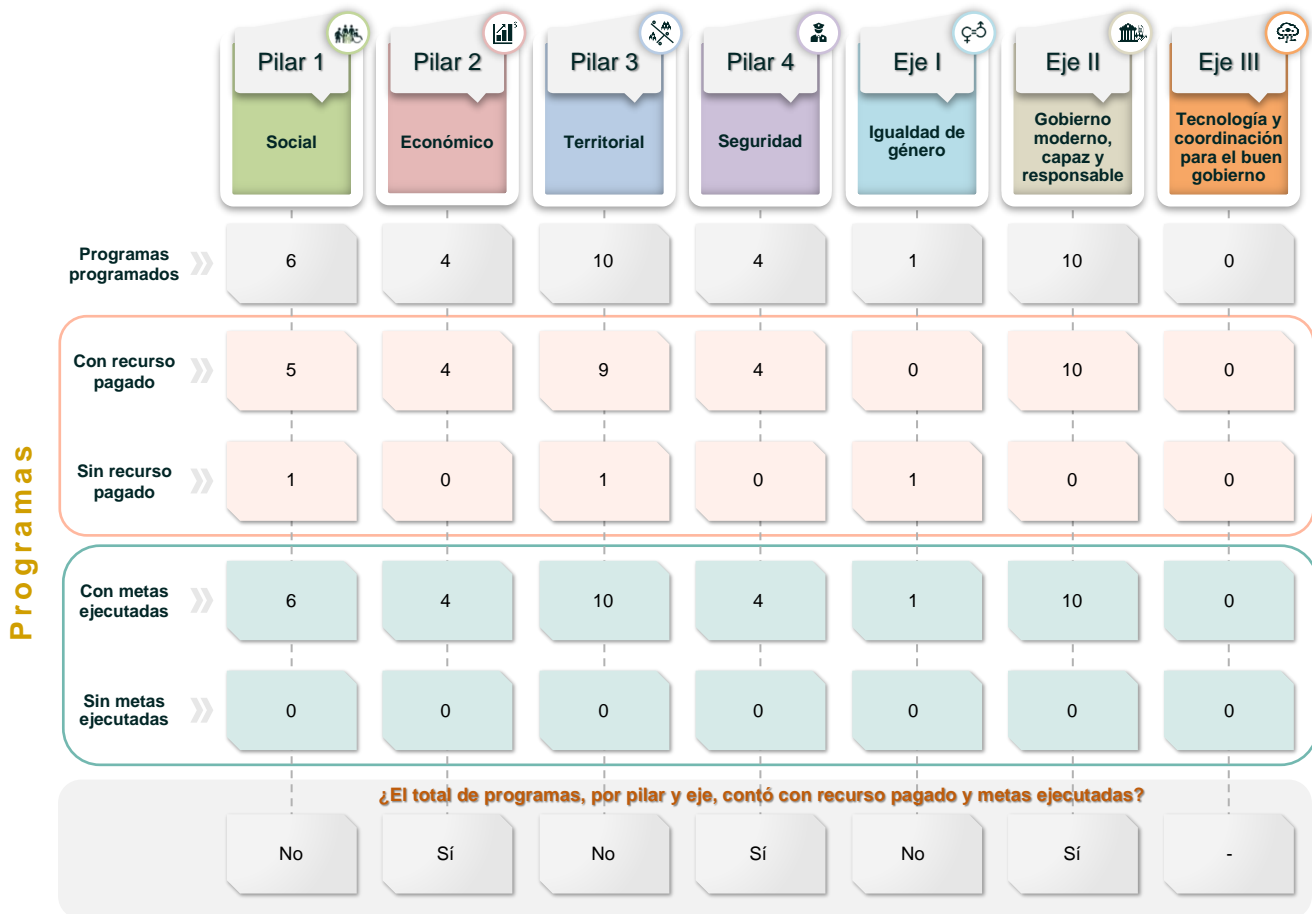 Pilar 1
Pilar 2
Pilar 3
Pilar 4
Eje I
Eje II
Eje III
Social
Económico
Territorial
Seguridad
Igualdad de
género
Gobierno
moderno,
capaz y
responsable
Tecnología y
coordinación
para el buen
gobierno
Programas
Programas
programados
6 4 10 4 1 10 0
Con recurso
pagado
5 4 9 4 0 10 0
Sin recurso
pagado
1 0 1 0 1 0 0
Con metas
ejecutadas
6 4 10 4 1 10 0
Sin metas
ejecutadas
0 0 0 0 0 0 0
¿El total de programas, por pilar y eje, contó con recurso pagado y metas ejecutadas?
No Sí No Sí No Sí -